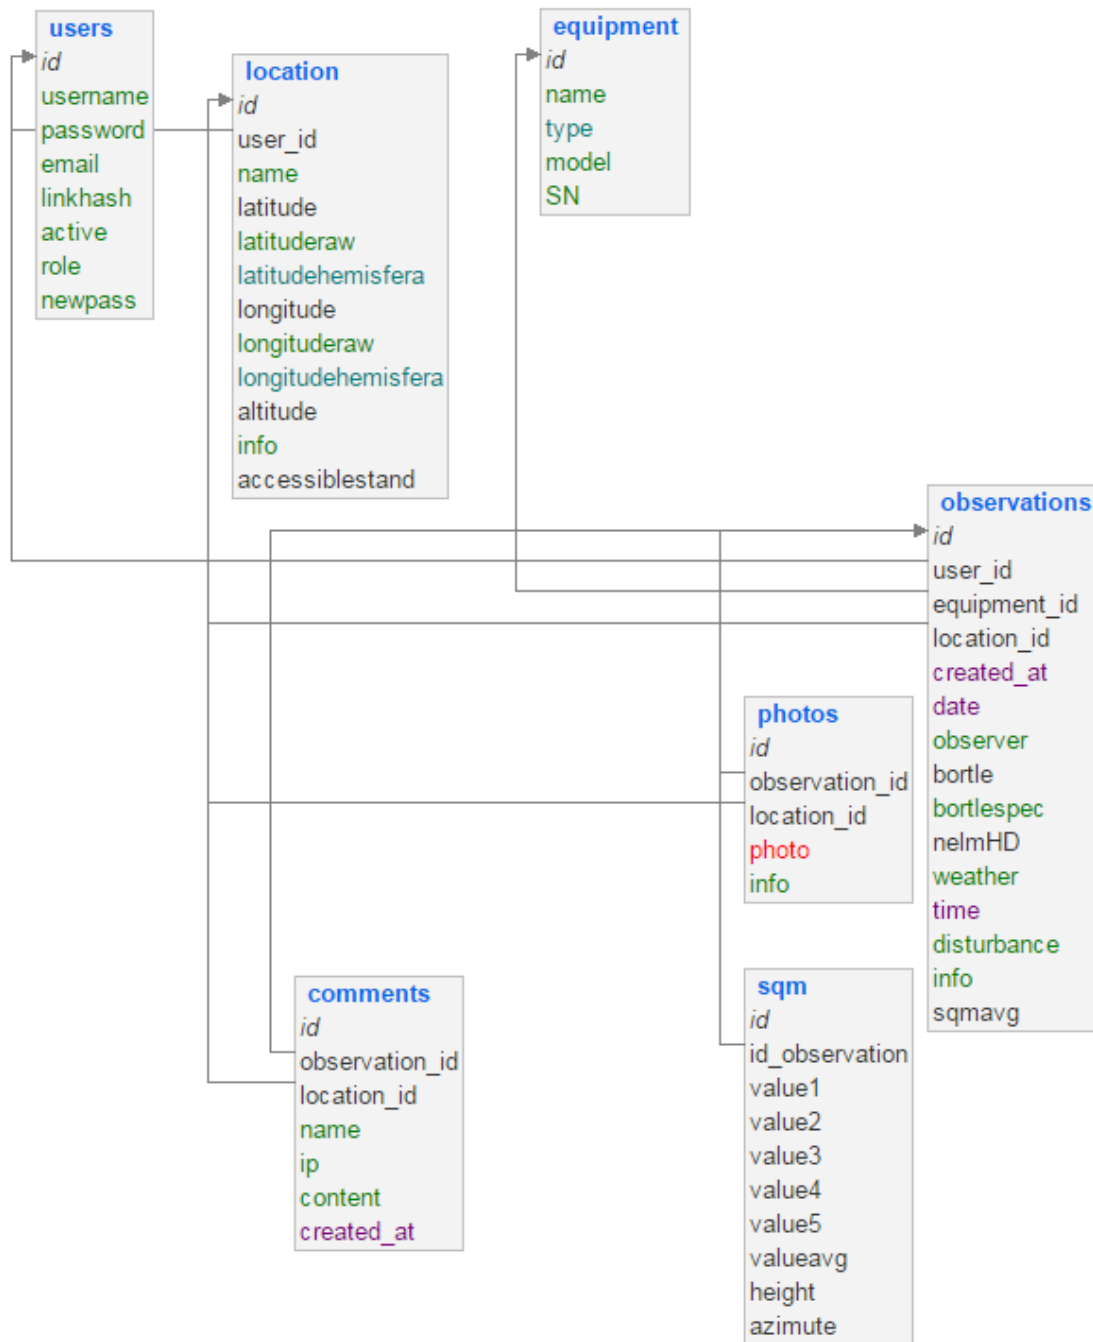 users
id
username
password
email
linkhash
active
role
newpass
location
id
user_id
name
latitude
latituderaw
latitudehemisfera
longitude
longituderaw
longitudehemisfera
altitude
info
accessiblestand
equipment
id
name
type
model
SN
observations
id
user_id
equipment_id
location_id
created_at
date
observer
bortle
bortlespec
nelmHD
weather
time
disturbance
info
sqmavg
photos
id
observation_id
location_id
photo
info
comments
id
observation_id
location_id
name
ip
content
created_at
sqm
id
id_observation
value1
value2
value3
value4
value5
valueavg
height
azimute